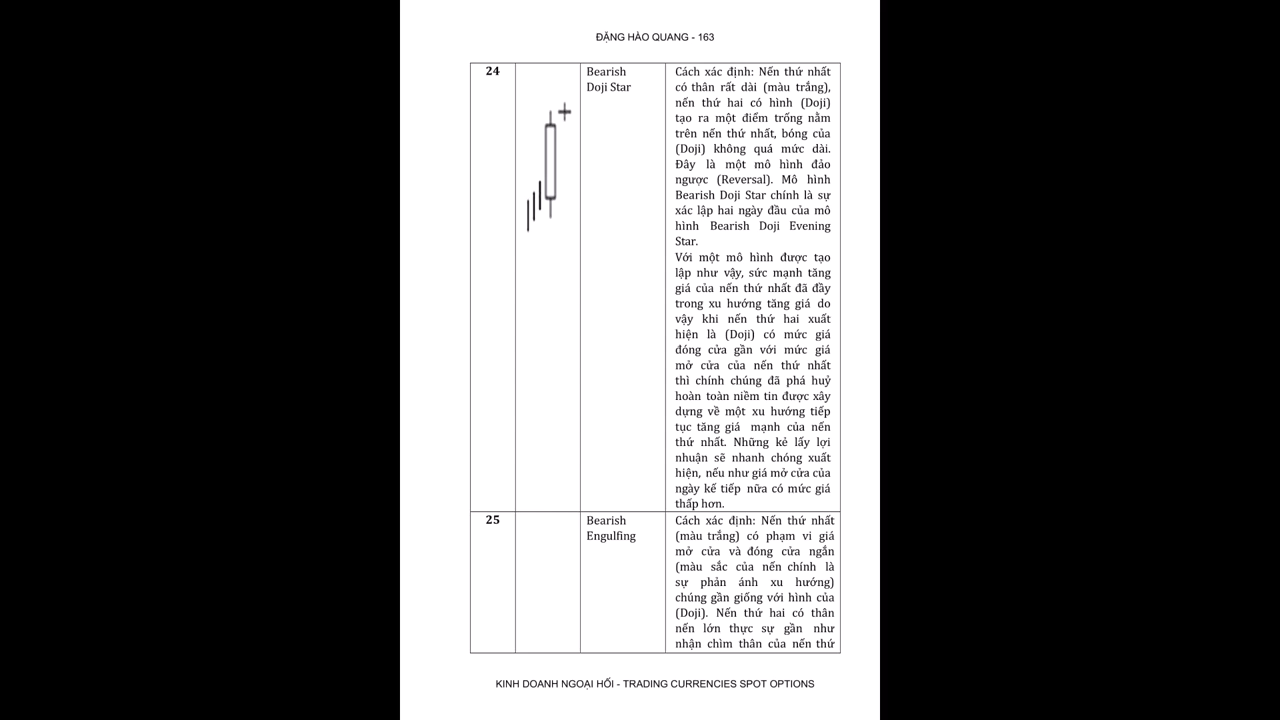 ĐẶNG HÀO QUANG - 163
24
Bearish
Doji Star
Cách xác định: Nến thứ nhất
có thân rất dài (màu trắng),
nến thứ hai có hình (Doji)
tạo ra một điểm trống nằm
trên nến thứ nhất, bóng của
(Doji) không quá mức dài.
Đây là một mô hình đảo
ngược (Reversal). Mô hình
Bearish Doji Star chính là sự
xác lập hai ngày đầu của mô
hình Bearish Doji Evening
Star.
Với một mô hình được tạo
lập như vậy, sức mạnh tăng
giá của nến thứ nhất đã đầy
trong xu hướng tăng giá do
vậy khi nến thứ hai xuất
hiện là (Doji) có mức giá
đóng cửa gần với mức giá
mở cửa của nến thứ nhất
thì chính chúng đã phá huỷ
hoàn toàn niềm tin được xây
dựng về một xu hướng tiếp
tục tăng giá mạnh của nến
thứ nhất. Những kẻ lấy lợi
nhuận sẽ nhanh chóng xuất
hiện, nếu như giá mở cửa của
ngày kế tiếp nữa có mức giá
thấp hơn.
25
Bearish
Engulfing
Cách xác định: Nến thứ nhất
(màu trắng) có phạm vi giá
mở cửa và đóng cửa ngắn
(màu sắc của nến chính là
sự phản ánh xu hướng)
chúng gần giống với hình của
(Doji). Nến thứ hai có thân
nến lớn thực sự gần như
nhận chìm thân của nến thứ
KINH DOANH NGOẠI HỐI - TRADING CURRENCIES SPOT OPTIONS